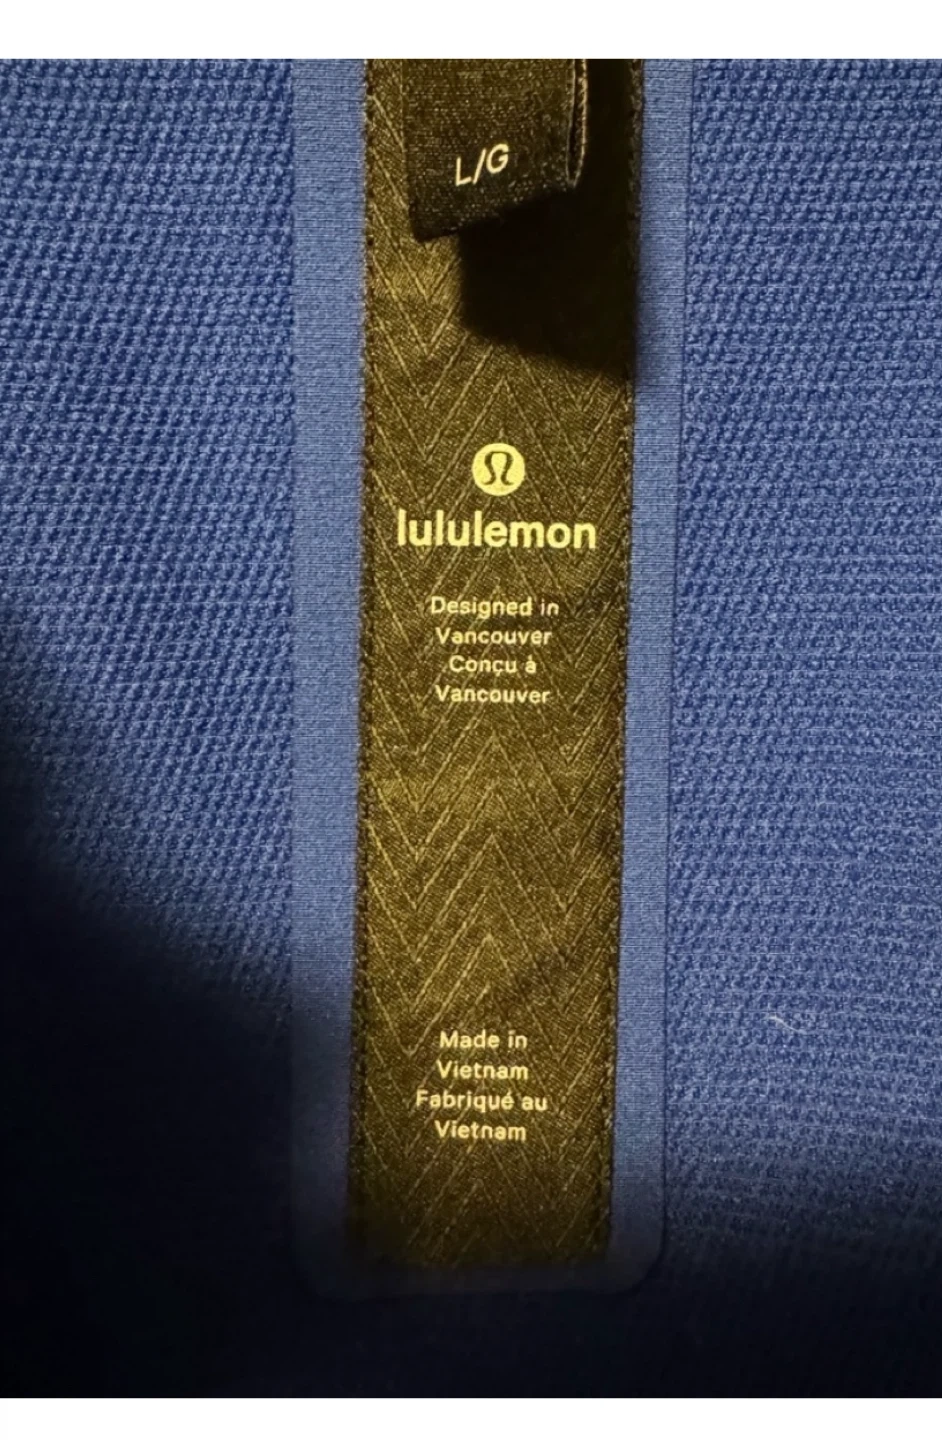 L/G
lululemon
Designed in
Vancouver
Conçu à
Vancouver
Made in
Vietnam
Fabriqué au
Vietnam